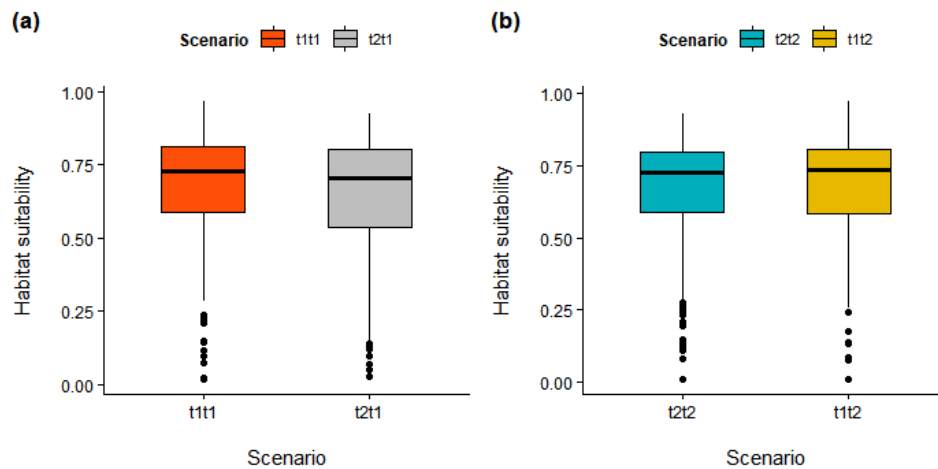 (a)
Scenario t1t1 t2t1
Habitat suitability
1.00
0.75
0.50
0.25
0.00
t1t1 t2t1
Scenario
(b)
Scenario t2t2 t1t2
Habitat suitability
1.00
0.75
0.50
0.25
0.00
t2t2 t1t2
Scenario